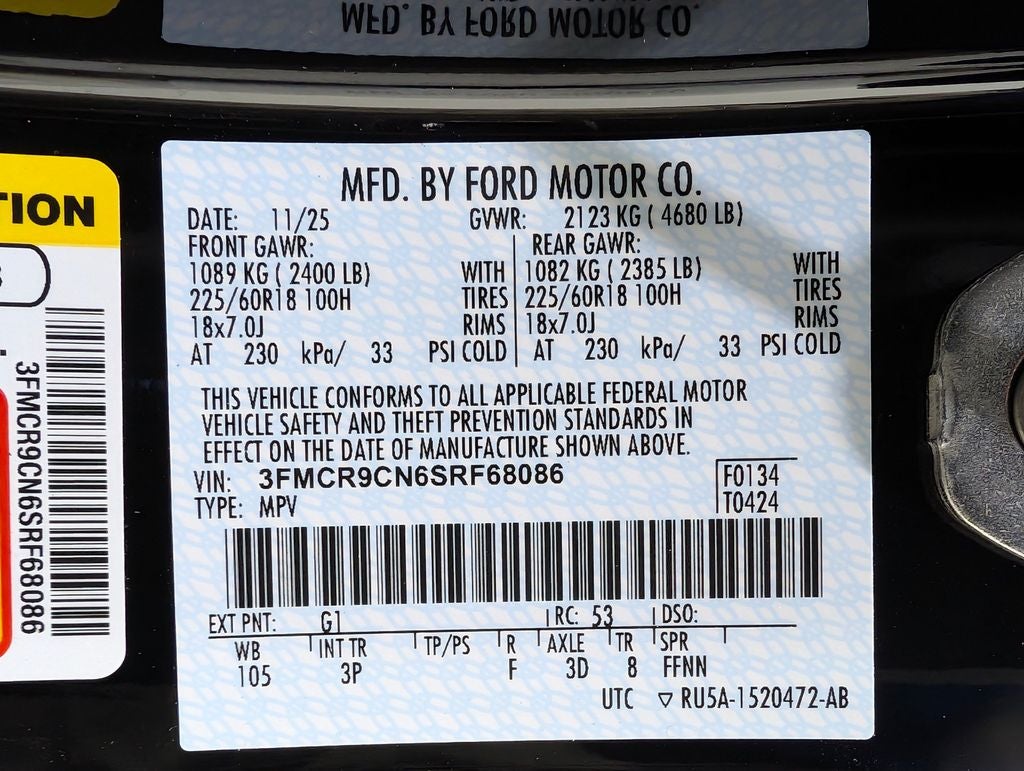 MFD. BY FORD MOTOR CO.
TION
3FMCR9CN6SRF68086
MFD. BY FORD MOTOR CO.
DATE: 11/25 GVWR: 2123 KG ( 4680 LB)
FRONT GAWR: REAR GAWR:
1089 KG ( 2400 LB) WITH 1082 KG ( 2385 LB) WITH
225/60R18 100H TIRES 225/60R18 100H TIRES
18x7.0J RIMS 18x7.0J RIMS
AT 230 kPa/ 33 PSI COLD AT 230 kPa/ 33 PSI COLD
THIS VEHICLE CONFORMS TO ALL APPLICABLE FEDERAL MOTOR
VEHICLE SAFETY AND THEFT PREVENTION STANDARDS IN
EFFECT ON THE DATE OF MANUFACTURE SHOWN ABOVE.
VIN: 3FMCR9CN6SRF68086 F0134
TYPE: MPV T0424
EXT PNT: G1 RC: 53 DSO:
WB INT TR TP/PS R AXLE TR SPR
105 3P F 3D 8 FFNN
UTC ▽ RU5A-1520472-AB